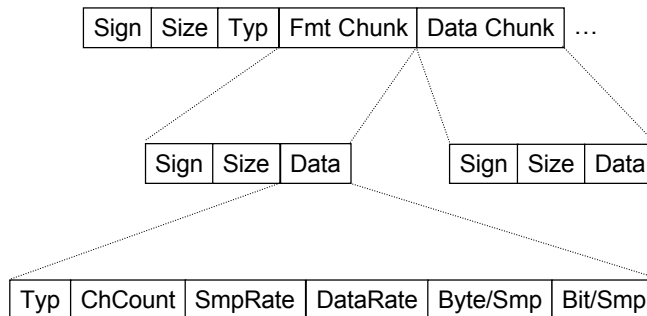 Sign Size Typ Fmt Chunk Data Chunk ...
Sign Size Data Sign Size Data
Typ ChCount SmpRate DataRate Byte/Smp Bit/Smp